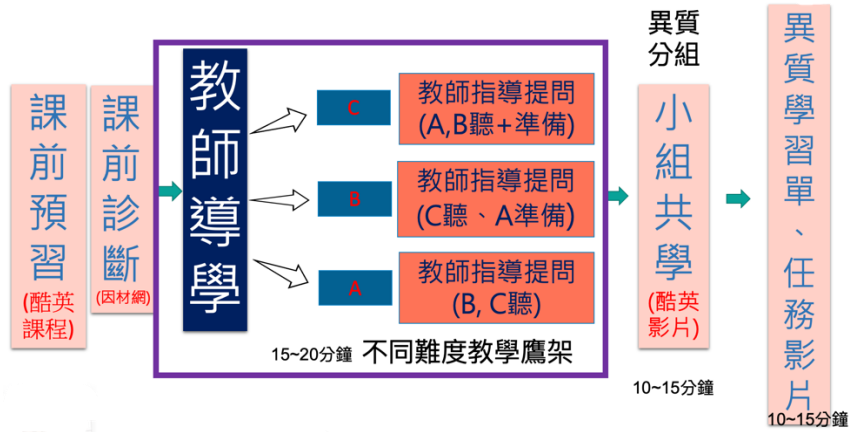 課前預習
(酷英
課程)
課前診斷
(因材網)
教師導學
C
教師指導提問
(A,B聽+準備)
B
教師指導提問
(C聽、A準備)
A
教師指導提問
(B, C聽)
15~20分鐘 不同難度教學鷹架
異質
分組
小組共學
(酷英
影片)
10~15分鐘
異質學習單、任務影片
10~15分鐘